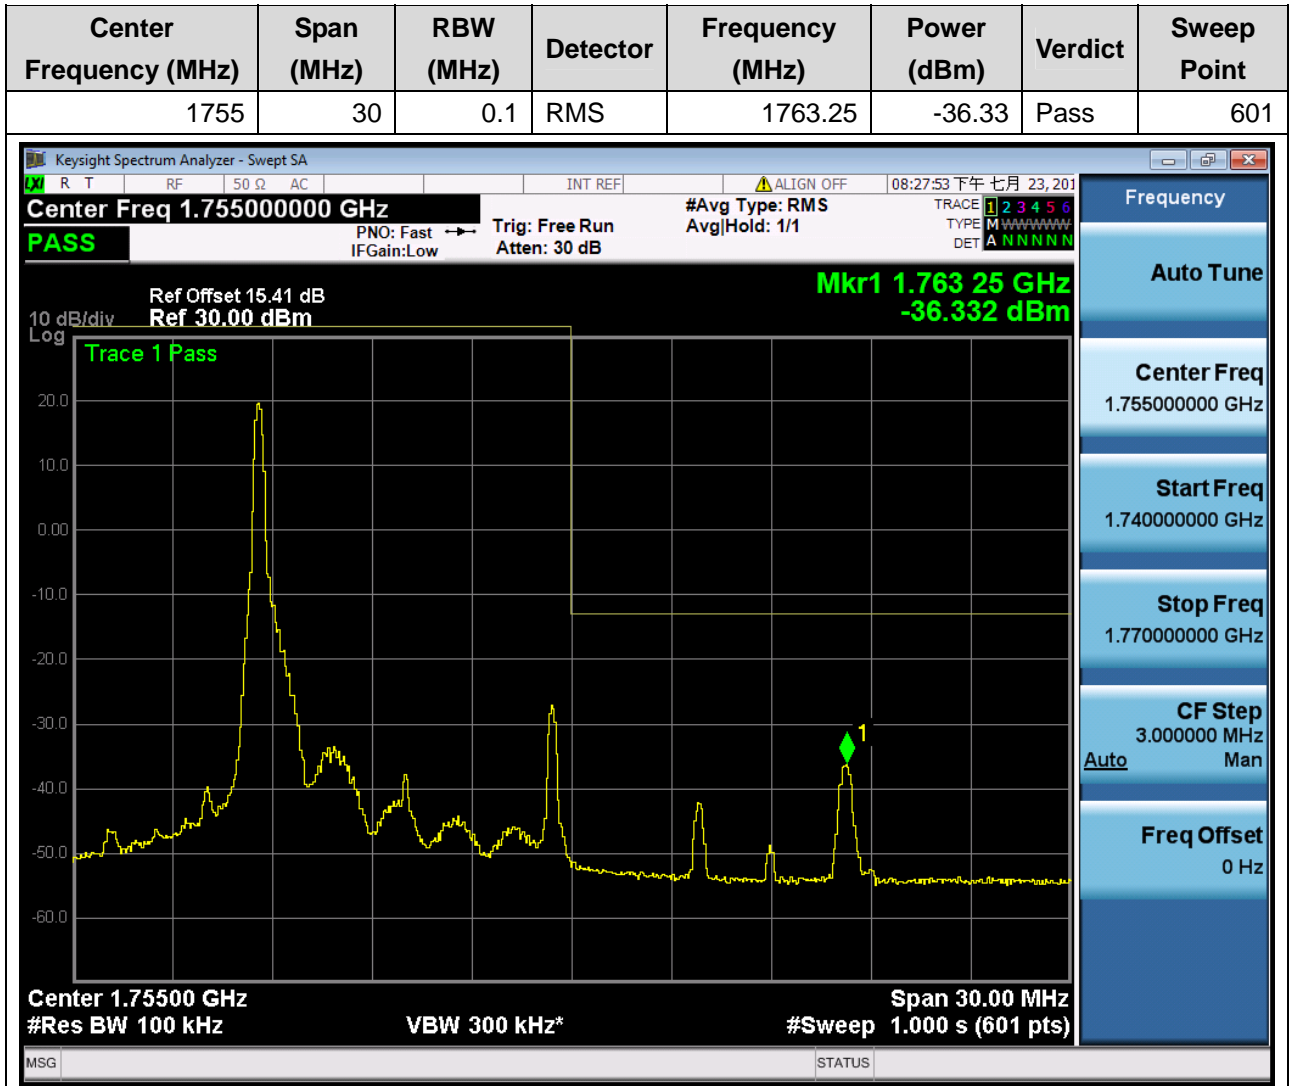 Center Frequency (MHz) Span (MHz) RBW (MHz) Detector Frequency (MHz) Power (dBm) Verdict Sweep Point
1755 30 0.1 RMS 1763.25 -36.33 Pass 601
Keysight Spectrum Analyzer - Swept SA
LXI R T RF 50 Ω AC INT REF ALIGN OFF 08:27:53 下午 七月 23, 201
Center Freq 1.755000000 GHz
PASS
PNO: Fast
IFGain:Low
Trig: Free Run
Atten: 30 dB
#Avg Type: RMS
Avg|Hold: 1/1
TRACE 1 2 3 4 5 6
TYPE M WWWWW
DET A N N N N N
Mkr1 1.763 25 GHz
-36.332 dBm
Ref Offset 15.41 dB
10 dB/div Ref 30.00 dBm
Log
Trace 1 Pass
20.0
10.0
0.00
-10.0
-20.0
-30.0
-40.0
-50.0
-60.0
1
Center 1.75500 GHz Span 30.00 MHz
#Res BW 100 kHz VBW 300 kHz* #Sweep 1.000 s (601 pts)
MSG STATUS
Frequency
Auto Tune
Center Freq
1.755000000 GHz
Start Freq
1.740000000 GHz
Stop Freq
1.770000000 GHz
CF Step
3.000000 MHz
Auto Man
Freq Offset
0 Hz